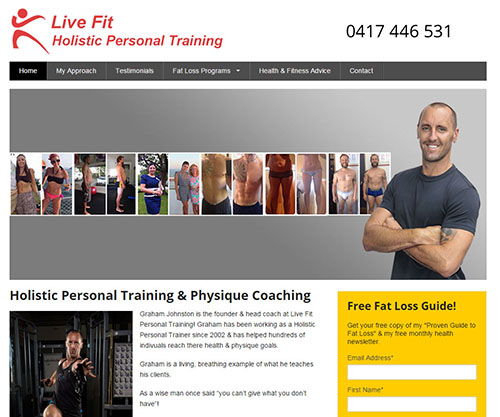 Live Fit
Holistic Personal Training
0417 446 531
Home
My Approach
Testimonials
Fat Loss Programs
Health & Fitness Advice
Contact
Holistic Personal Training & Physique Coaching
Graham Johnston is the founder & head coach at Live Fit
Personal Training! Graham has been working as a Holistic
Personal Trainer since 2002 & has helped hundreds of
indivuals reach there health & physique goals.
Graham is a living, breathing example of what he teaches
his clients.
As a wise man once said "you can't give what you don't
have"!
Free Fat Loss Guide!
Get your free copy of my "Proven Guide to
Fat Loss" & my free monthly health
newsletter.
Email Address*
First Name*